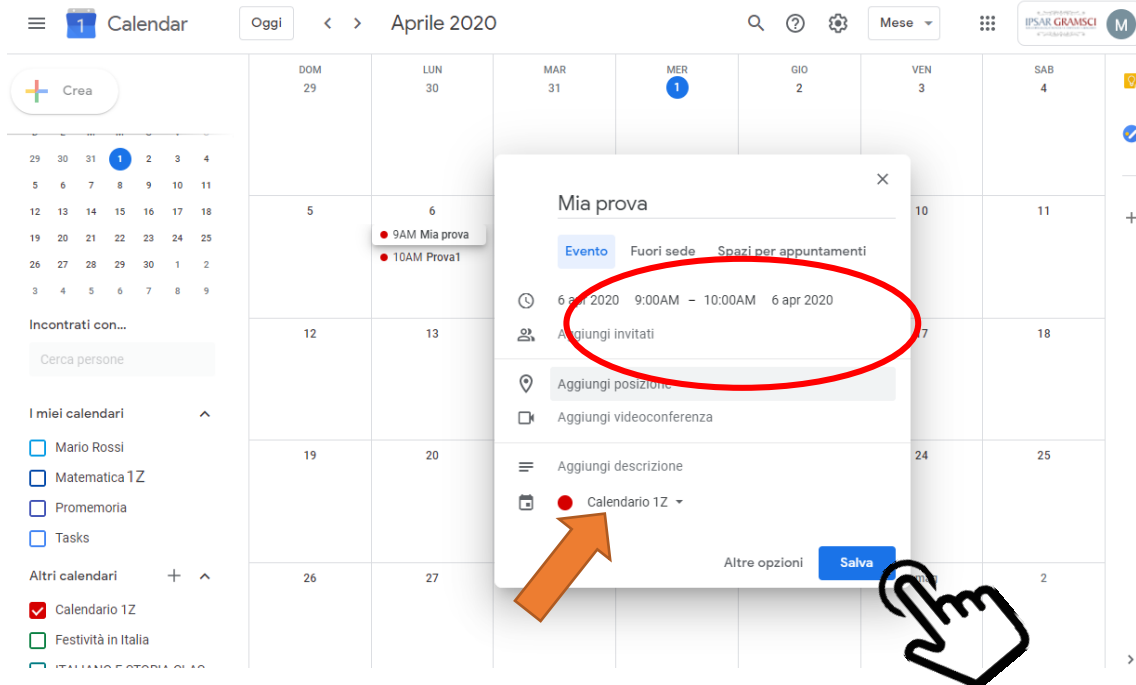 Calendar
Oggi
Aprile 2020
Mese
IPSAR GRAMSCI
M
Crea
DOM LUN MAR MER GIO VEN SAB
29 30 31 1 2 3 4
29 30 31 1 2 3 4
5 6 7 8 9 10 11
12 13 14 15 16 17 18
19 20 21 22 23 24 25
26 27 28 29 30 1 2
3 4 5 6 7 8 9
Incontrati con...
Cerca persone
I miei calendari
Mario Rossi
Matematica 1Z
Promemoria
Tasks
Altri calendari
Calendario 1Z
Festività in Italia
5 6 10 11
9AM Mia prova
10AM Prova1
12 13 17 18
19 20 24 25
26 27 2
Mia prova
Evento Fuori sede Spazi per appuntamenti
6 apr 2020 9:00AM – 10:00AM 6 apr 2020
Aggiungi invitati
Aggiungi posizione
Aggiungi videoconferenza
Aggiungi descrizione
Calendario 1Z
Altre opzioni Salva